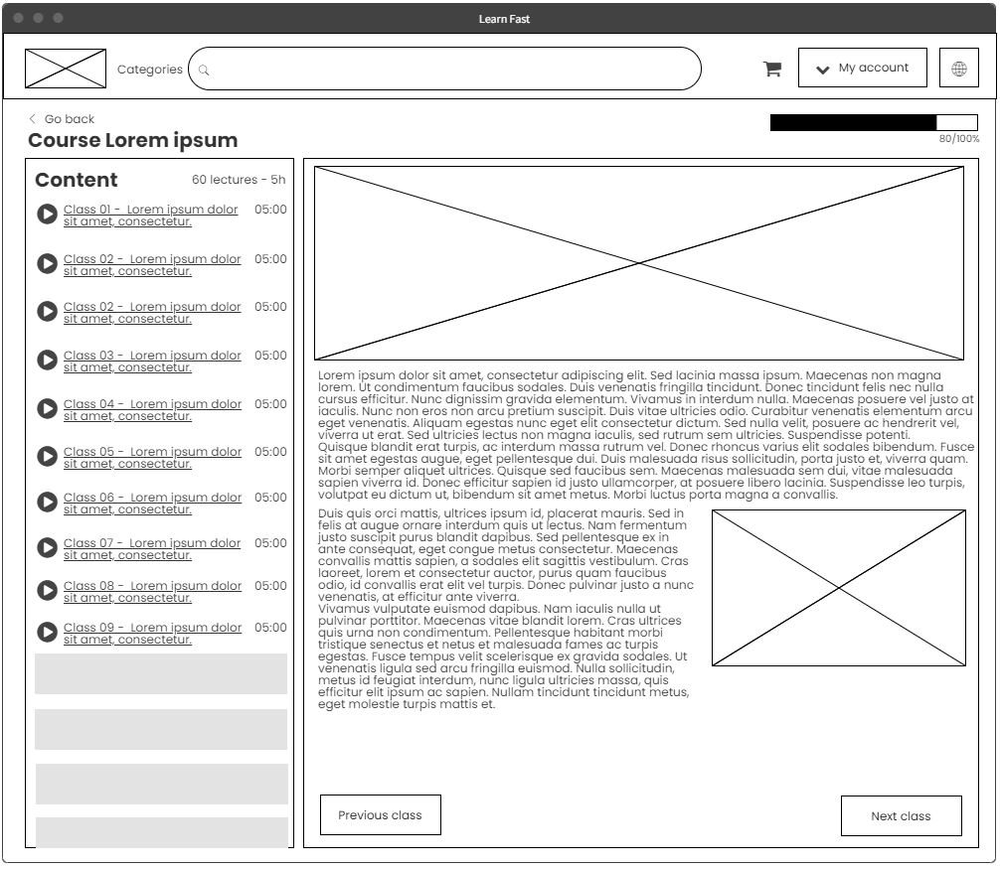 Learn Fast
Categories
My account
Go back
Course Lorem ipsum
80/100%
Content
60 lectures - 5h
Class 01 -  Lorem ipsum dolor
sit amet, consectetur.
05:00
Class 02 -  Lorem ipsum dolor
sit amet, consectetur.
05:00
Class 02 -  Lorem ipsum dolor
sit amet, consectetur.
05:00
Class 03 -  Lorem ipsum dolor
sit amet, consectetur.
05:00
Class 04 -  Lorem ipsum dolor
sit amet, consectetur.
05:00
Class 05 -  Lorem ipsum dolor
sit amet, consectetur.
05:00
Class 06 -  Lorem ipsum dolor
sit amet, consectetur.
05:00
Class 07 -  Lorem ipsum dolor
sit amet, consectetur.
05:00
Class 08 -  Lorem ipsum dolor
sit amet, consectetur.
05:00
Class 09 -  Lorem ipsum dolor
sit amet, consectetur.
05:00
Lorem ipsum dolor sit amet, consectetur adipiscing elit. Sed lacinia massa ipsum. Maecenas non magna
lorem. Ut condimentum faucibus sodales. Duis venenatis fringilla tincidunt. Donec tincidunt felis nec nulla
cursus efficitur. Nunc dignissim gravida elementum. Vivamus in interdum nulla. Maecenas posuere vel justo at
iaculis. Nunc non eros non arcu pretium suscipit. Duis vitae ultricies odio. Curabitur venenatis elementum arcu
eget venenatis. Aliquam egestas nunc eget elit consectetur dictum. Sed nulla velit, posuere ac hendrerit vel,
viverra ut erat. Sed ultricies lectus non magna iaculis, sed rutrum sem ultricies. Suspendisse potenti.
Quisque blandit erat turpis, ac interdum massa rutrum vel. Donec rhoncus varius elit sodales bibendum. Fusce
sit amet egestas augue, eget pellentesque dui. Duis malesuada risus sollicitudin, porta justo et, viverra quam.
Morbi semper aliquet ultrices. Quisque sed faucibus sem. Maecenas malesuada sem dui, vitae malesuada
sapien viverra id. Donec efficitur sapien id justo ullamcorper, at posuere libero lacinia. Suspendisse leo turpis,
volutpat eu dictum ut, bibendum sit amet metus. Morbi luctus porta magna a convallis.
Duis quis orci mattis, ultrices ipsum id, placerat mauris. Sed in
felis at augue ornare interdum quis ut lectus. Nam fermentum
justo suscipit purus blandit dapibus. Sed pellentesque ex in
ante consequat, eget congue metus consectetur. Maecenas
convallis mattis sapien, a sodales elit sagittis vestibulum. Cras
laoreet, lorem et consectetur auctor, purus quam faucibus
odio, id convallis erat elit vel turpis. Donec pulvinar justo a nunc
venenatis, at efficitur ante viverra.
Vivamus vulputate euismod dapibus. Nam iaculis nulla ut
pulvinar porttitor. Maecenas vitae blandit lorem. Cras ultrices
quis urna non condimentum. Pellentesque habitant morbi
tristique senectus et netus et malesuada fames ac turpis
egestas. Fusce tempus velit scelerisque ex gravida sodales. Ut
venenatis ligula sed arcu fringilla euismod. Nulla sollicitudin,
metus id feugiat interdum, nunc ligula ultricies massa, quis
efficitur elit ipsum ac sapien. Nullam tincidunt tincidunt metus,
eget molestie turpis mattis et.
Previous class
Next class